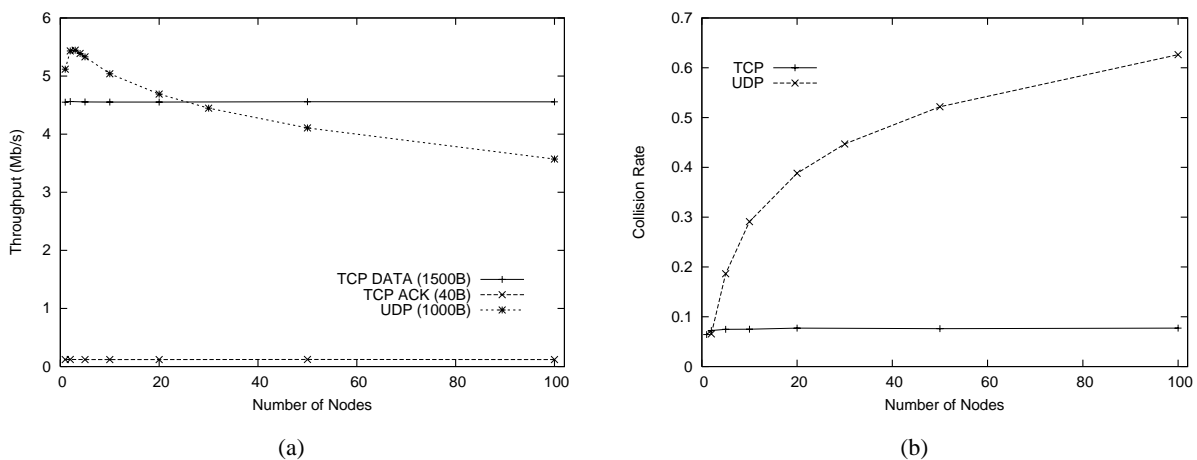 6
5
4
3
2
1
0
0 20 40 60 80 100
Throughput (Mb/s)
Number of Nodes
TCP DATA (1500B)
TCP ACK (40B)
UDP (1000B)
(a)
0.7
0.6
0.5
0.4
0.3
0.2
0.1
0
0 20 40 60 80 100
Collision Rate
Number of Nodes
TCP
UDP
(b)